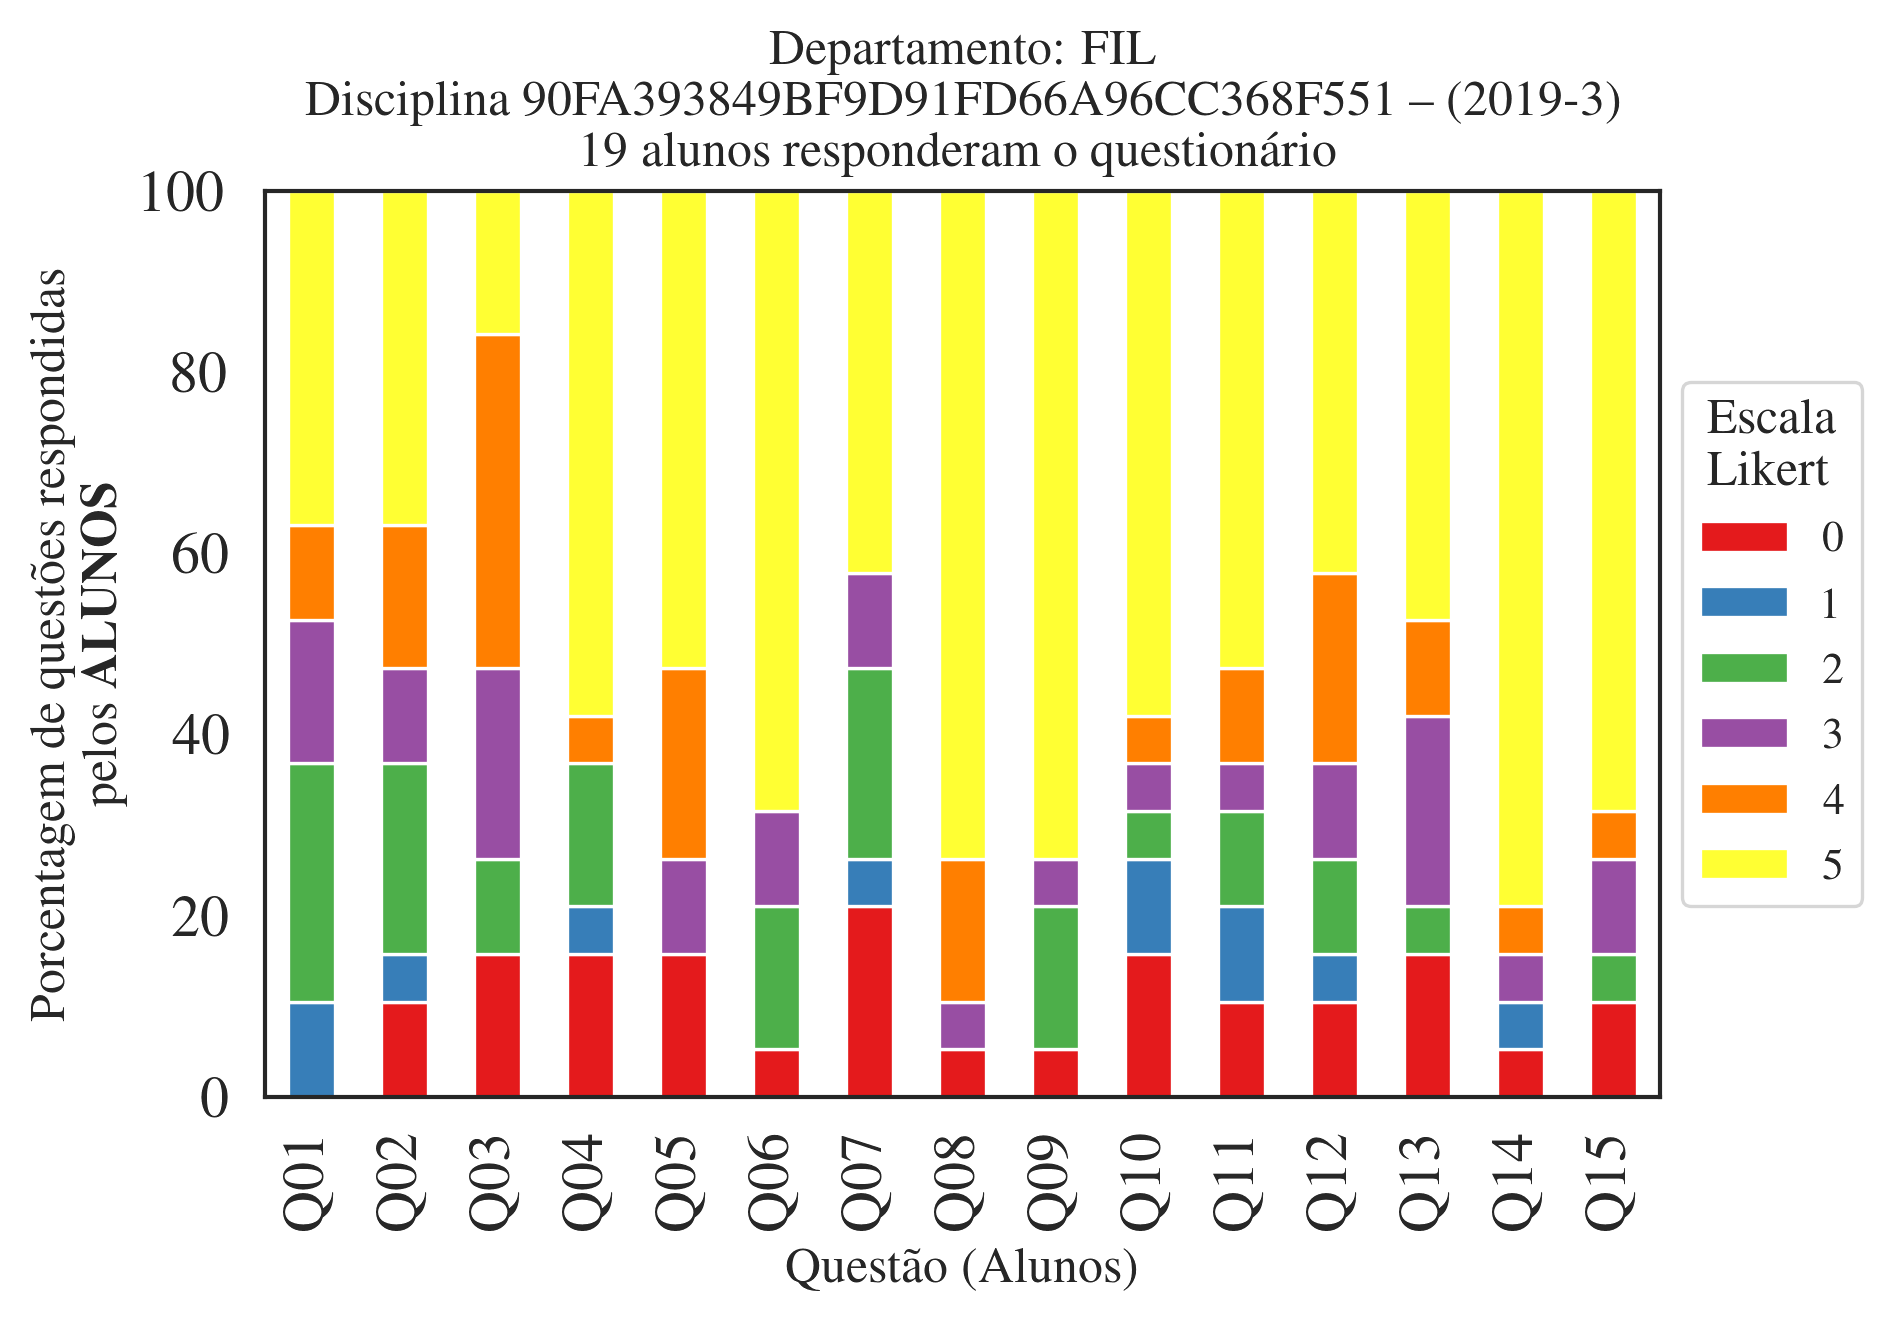 Departamento: FIL
Disciplina 90FA393849BF9D91FD66A96CC368F551 – (2019-3)
19 alunos responderam o questionário
Porcentagem de questões respondidas
pelos ALUNOS
100
80
60
40
20
0
Q01
Q02
Q03
Q04
Q05
Q06
Q07
Q08
Q09
Q10
Q11
Q12
Q13
Q14
Q15
Questão (Alunos)
Escala
Likert
0
1
2
3
4
5